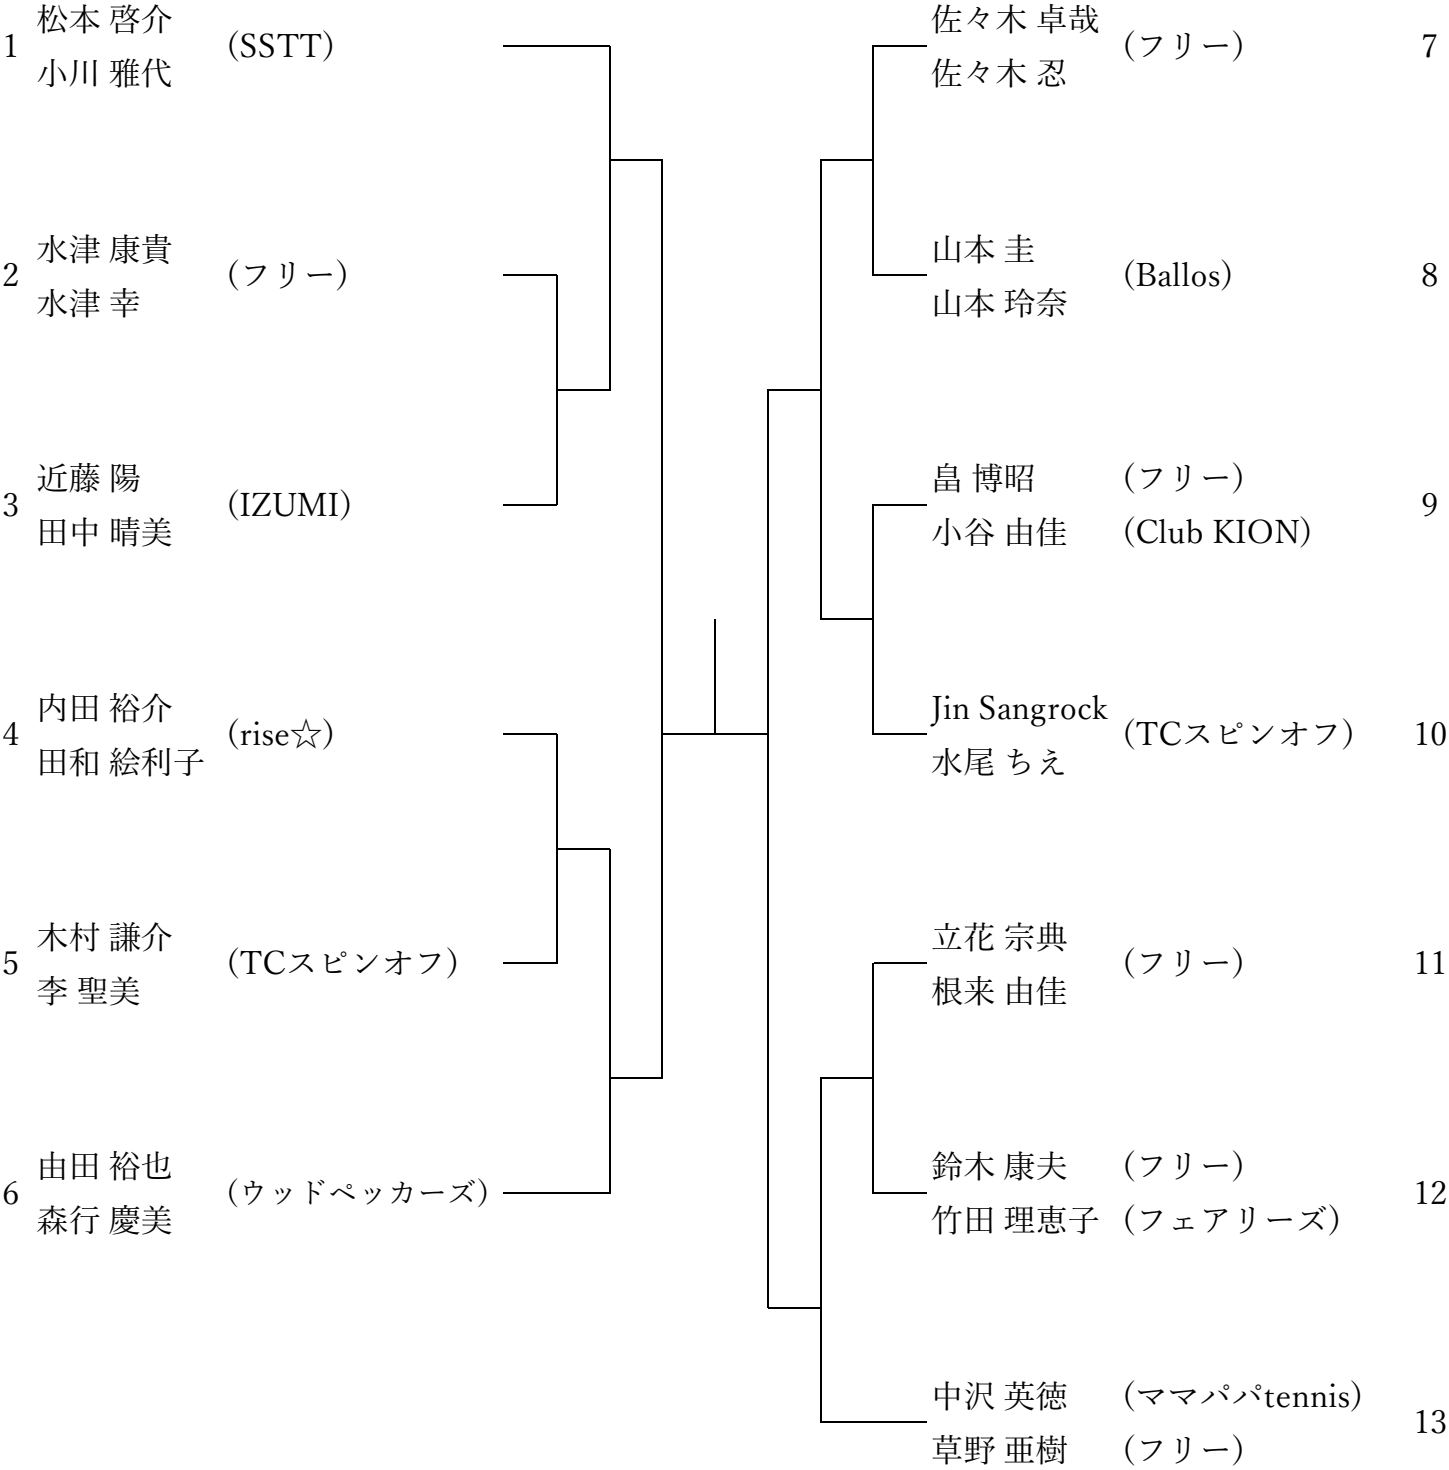 松本 啓介
1 (SSTT)
小川 雅代
水津 康貴
2 (フリー)
水津 幸
近藤 陽
3 (IZUMI)
田中 晴美
内田 裕介
4 (rise☆)
田和 絵利子
木村 謙介
5 (TCスピンオフ)
李 聖美
由田 裕也
6 (ウッドペッカーズ)
森行 慶美
佐々木 卓哉
(フリー) 7
佐々木 忍
山本 圭
(Ballos) 8
山本 玲奈
畠 博昭 (フリー)
9
小谷 由佳 (Club KION)
Jin Sangrock
(TCスピンオフ) 10
水尾 ちえ
立花 宗典
(フリー) 11
根来 由佳
鈴木 康夫 (フリー)
12
竹田 理恵子 (フェアリーズ)
中沢 英徳 (ママパパtennis)
13
草野 亜樹 (フリー)